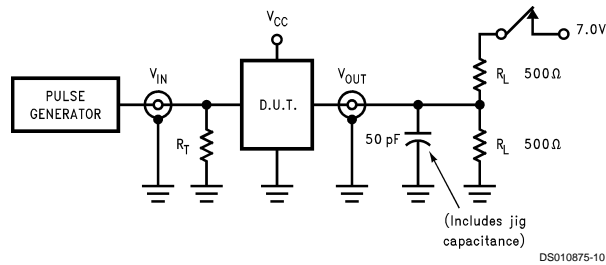 V_CC
7.0V
V_IN
V_OUT
R_L 500Ω
PULSE
GENERATOR
D.U.T.
R_T
50 pF
R_L 500Ω
(Includes jig
capacitance)
DS010875-10